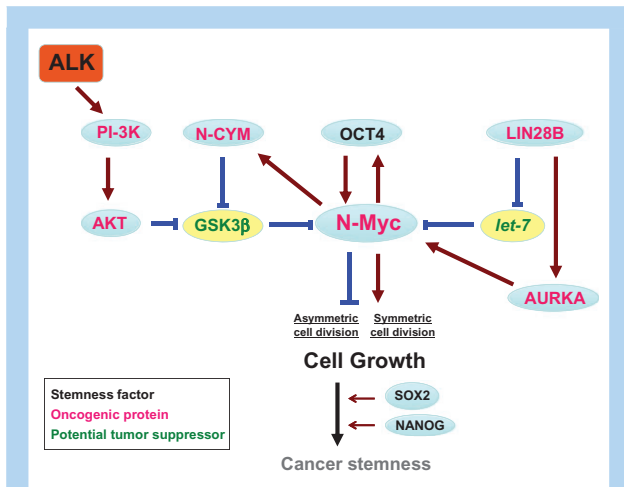 ALK
PI-3K
N-CYM
OCT4
LIN28B
AKT
GSK3β
N-Myc
let-7
AURKA
Asymmetric
cell division
Symmetric
cell division
Cell Growth
SOX2
NANOG
Cancer stemness
Stemness factor
Oncogenic protein
Potential tumor suppressor